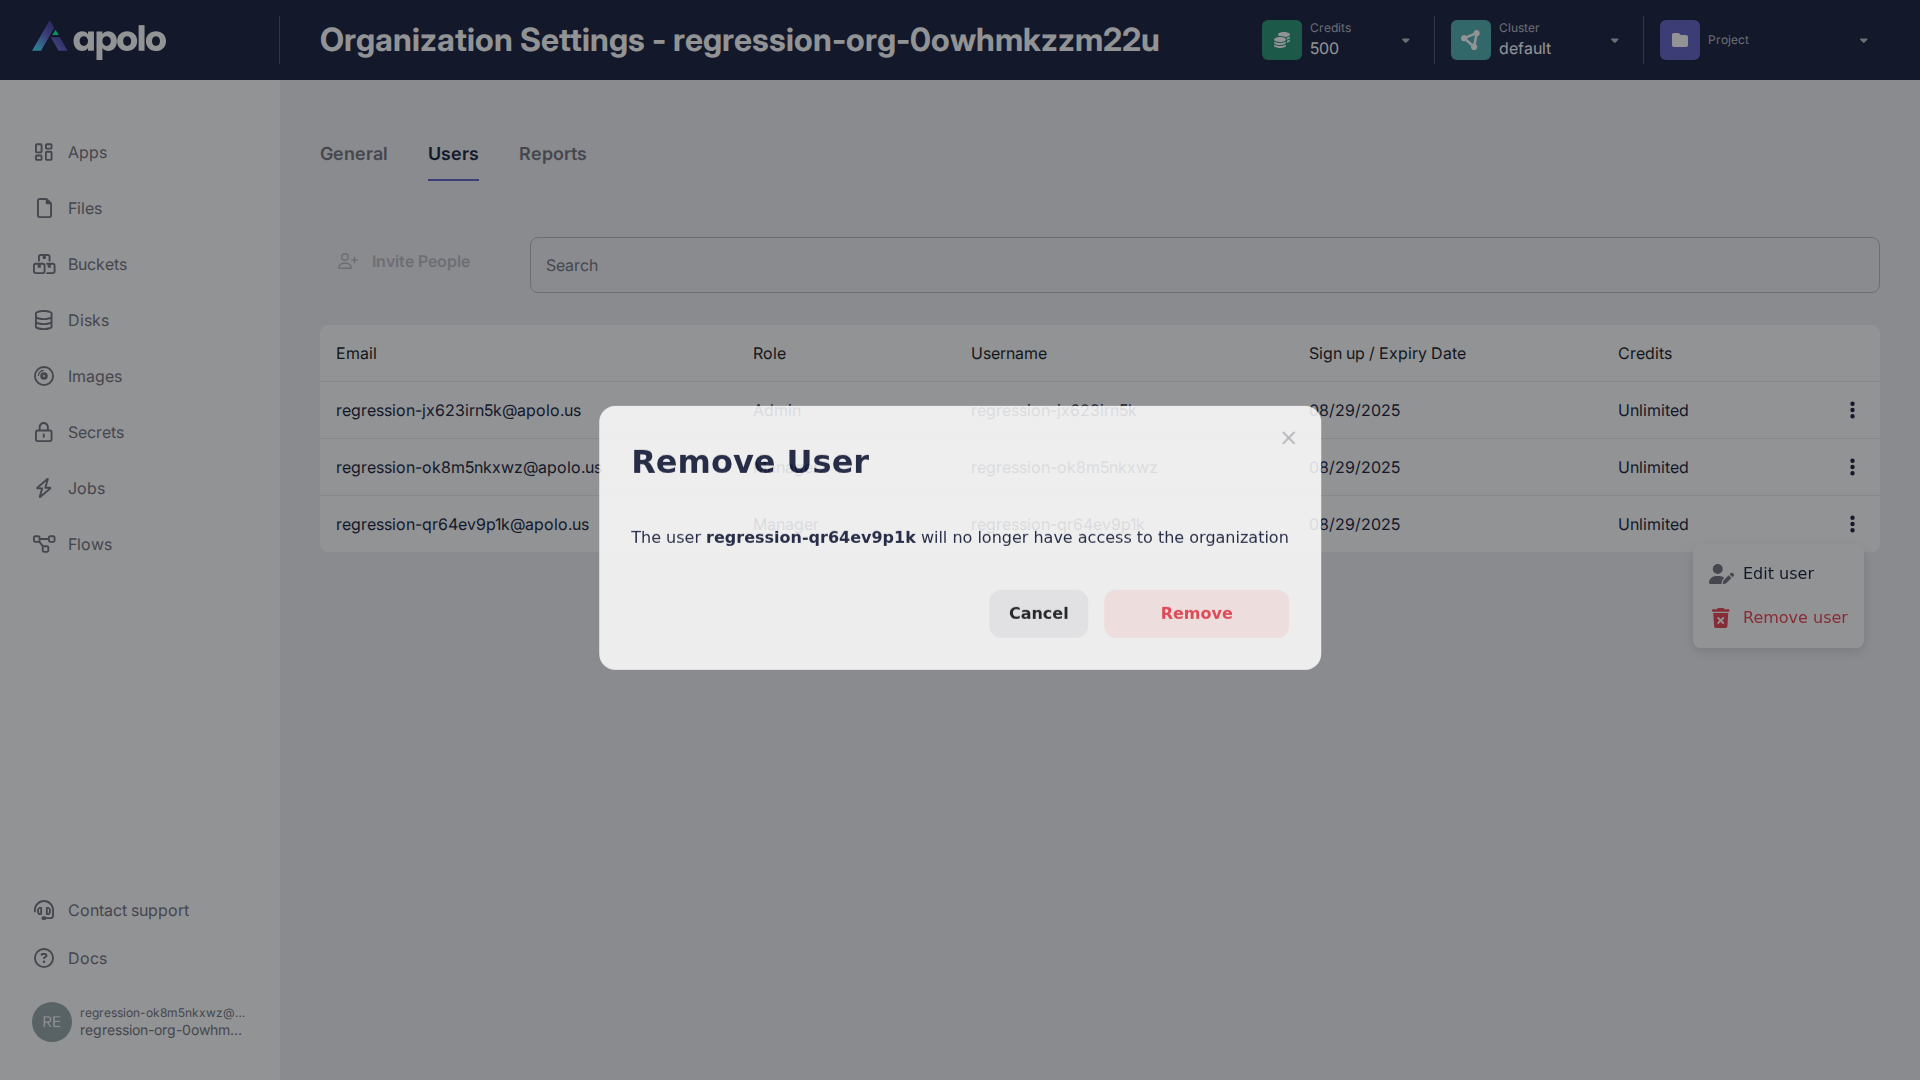 apolo
Organization Settings - regression-org-0owhmkzzm22u
Credits
500
Cluster
default
Project
Apps
Files
Buckets
Disks
Images
Secrets
Jobs
Flows
General Users Reports
Invite People
Search
Email Role Username Sign up / Expiry Date Credits
regression-jx623irn5k@apolo.us Admin regression-jx623irn5k 08/29/2025 Unlimited
regression-ok8m5nkxwz@apolo.us regression-ok8m5nkxwz 08/29/2025 Unlimited
regression-qr64ev9p1k@apolo.us Manager regression-qr64ev9p1k 08/29/2025 Unlimited
Remove User
The user regression-qr64ev9p1k will no longer have access to the organization
Cancel Remove
Edit user
Remove user
Contact support
Docs
RE
regression-ok8m5nkxwz@...
regression-org-0owhm...